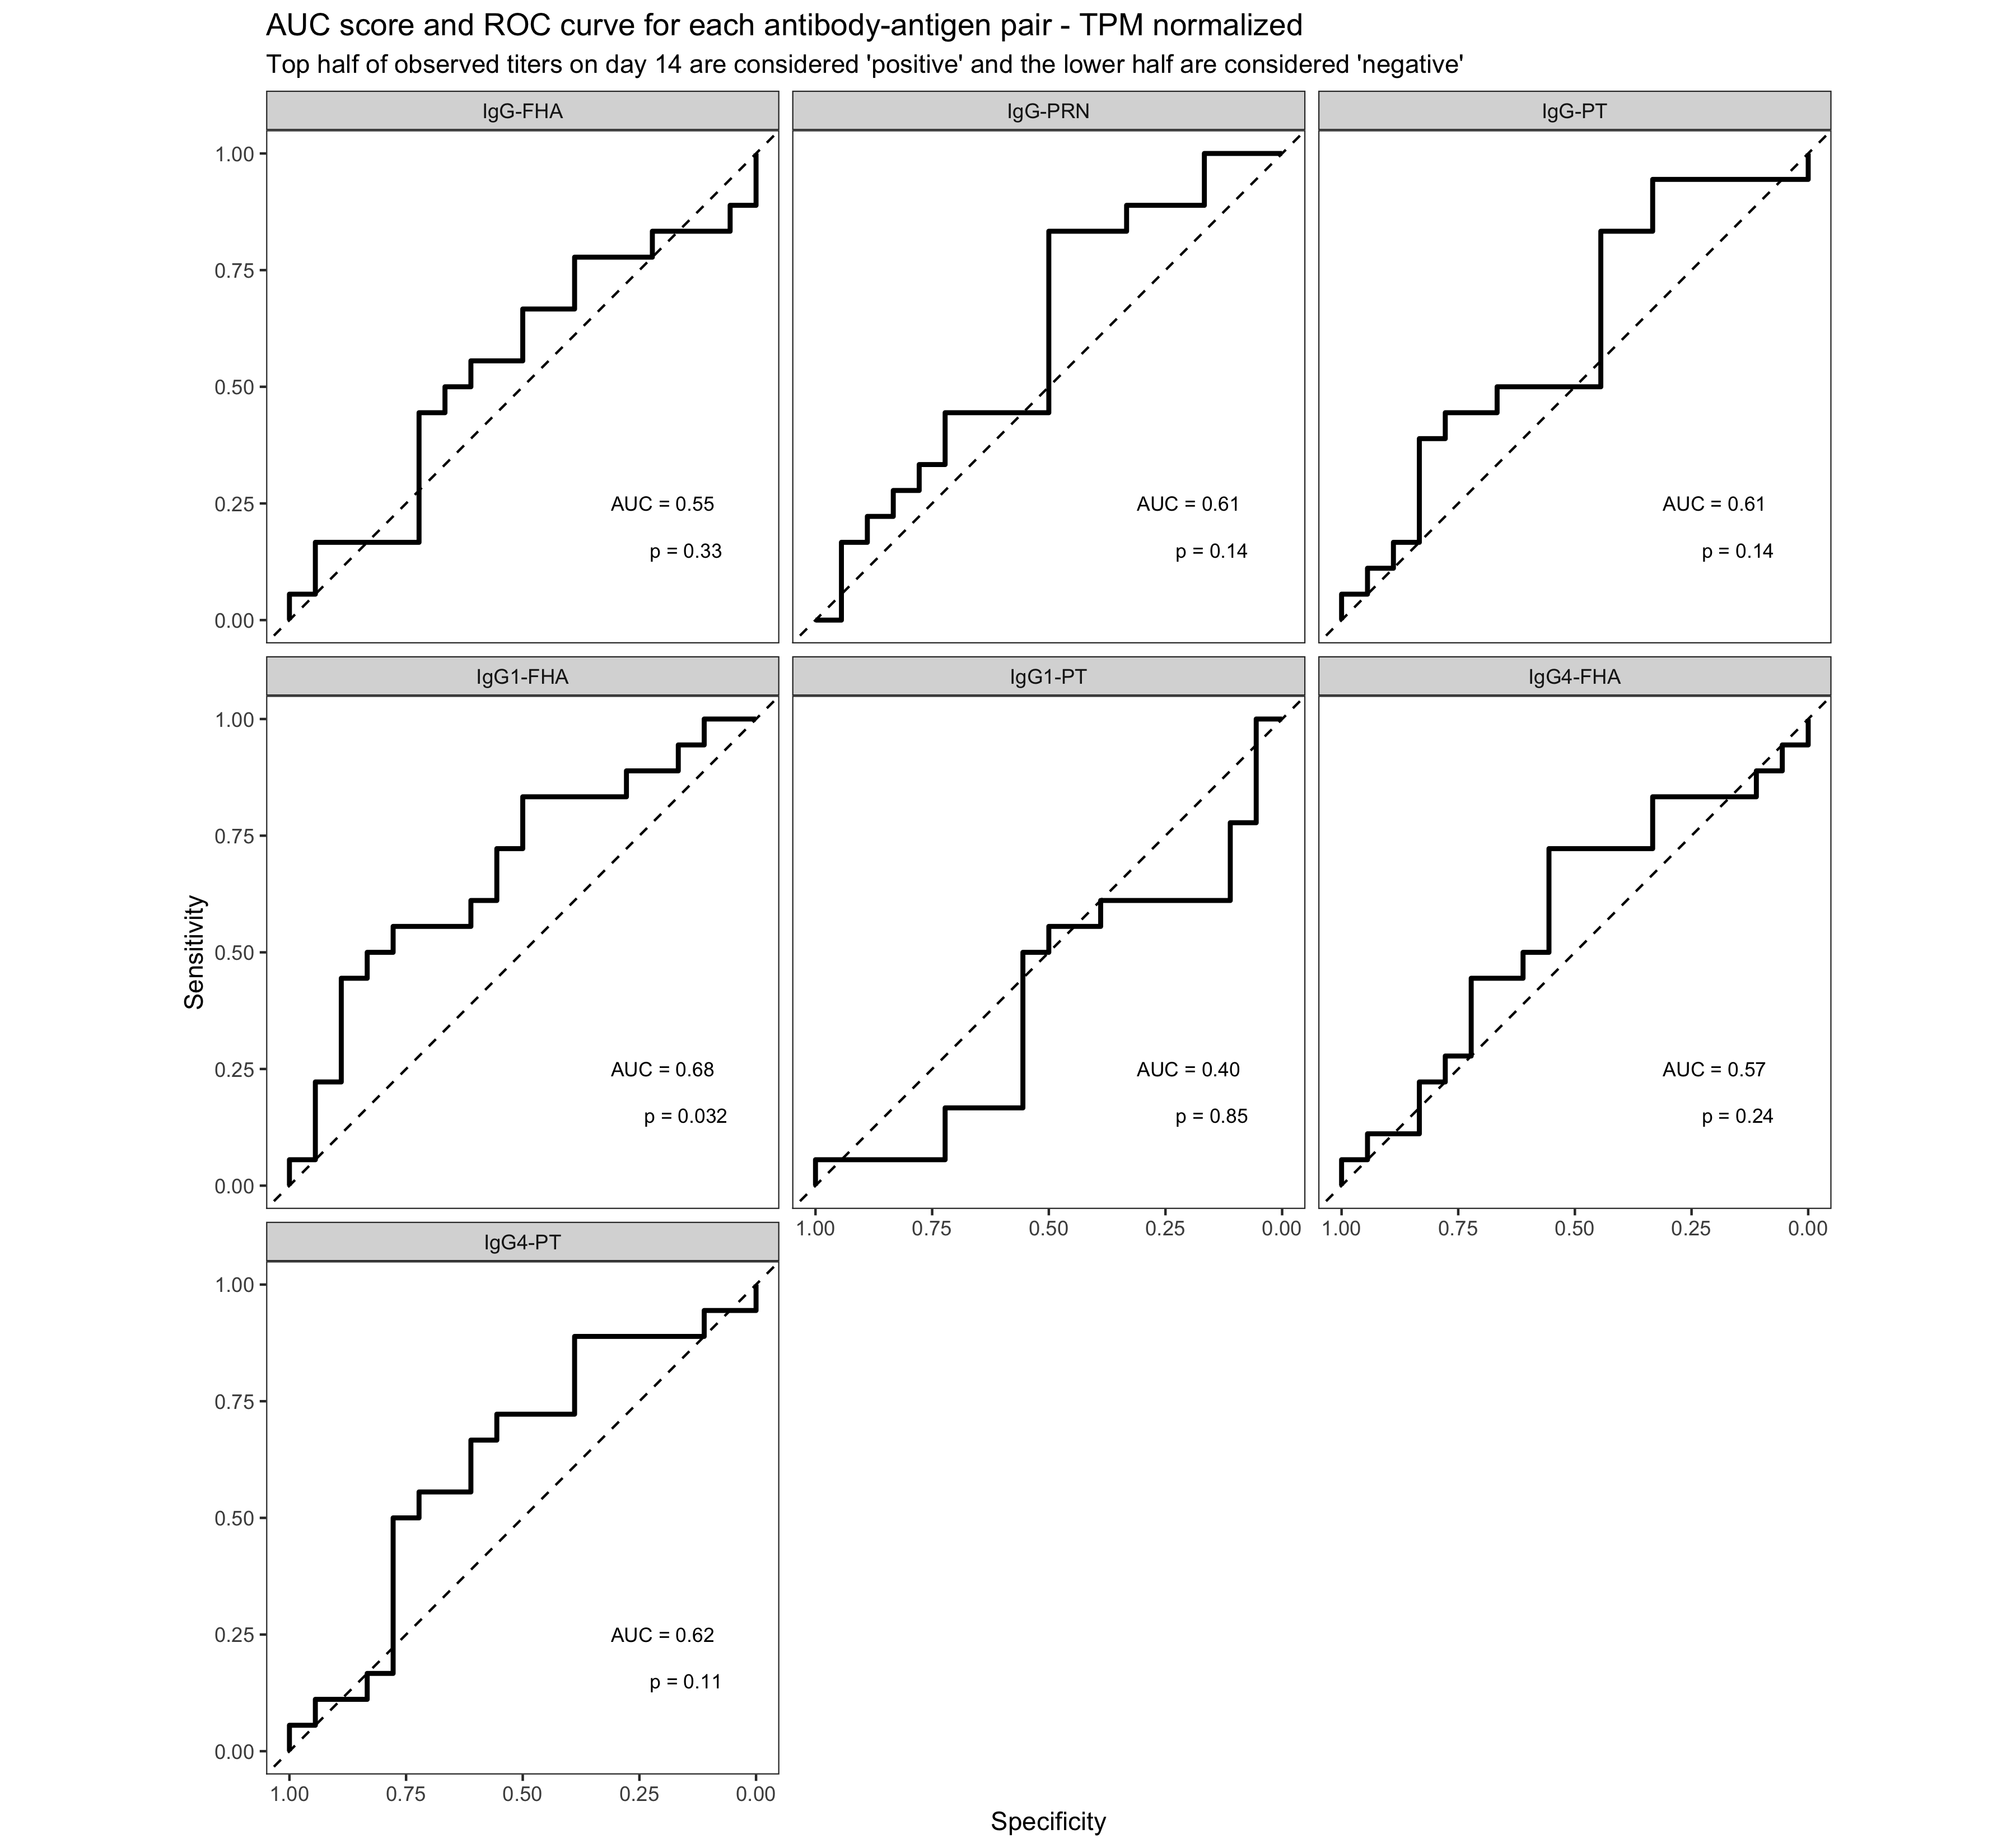 AUC score and ROC curve for each antibody-antigen pair - TPM normalized
Top half of observed titers on day 14 are considered 'positive' and the lower half are considered 'negative'
IgG-FHA
IgG-PRN
IgG-PT
1.00
0.75
0.50
0.25
0.00
AUC = 0.55
p = 0.33
AUC = 0.61
p = 0.14
AUC = 0.61
p = 0.14
IgG1-FHA
IgG1-PT
IgG4-FHA
1.00
0.75
0.50
0.25
0.00
AUC = 0.68
p = 0.032
AUC = 0.40
p = 0.85
AUC = 0.57
p = 0.24
1.00 0.75 0.50 0.25 0.00
1.00 0.75 0.50 0.25 0.00
Sensitivity
IgG4-PT
1.00
0.75
0.50
0.25
0.00
AUC = 0.62
p = 0.11
1.00 0.75 0.50 0.25 0.00
Specificity